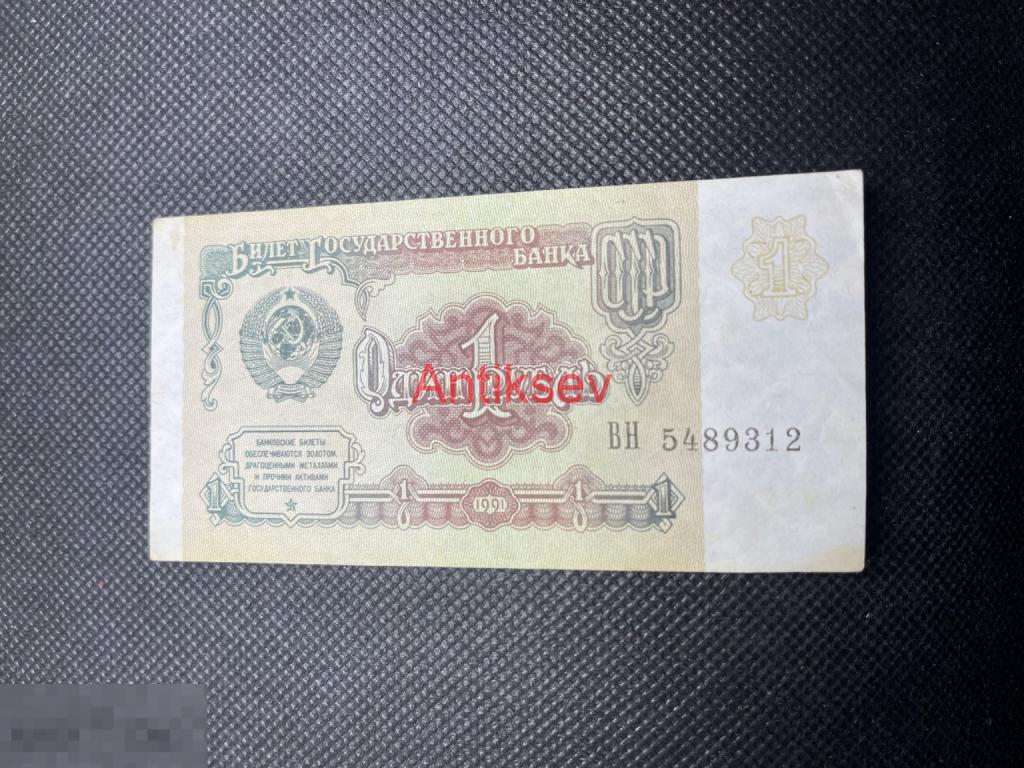 Билет Государственного
Банка
СССР
1
1
Один Рубль
Antiksev
ВН 5489312
БАНКОВСКИЕ БИЛЕТЫ
ОБЕСПЕЧИВАЮТСЯ ЗОЛОТОМ,
ДРАГОЦЕННЫМИ МЕТАЛЛАМИ
И ПРОЧИМИ АКТИВАМИ
ГОСУДАРСТВЕННОГО БАНКА
1 1 1991 1 1